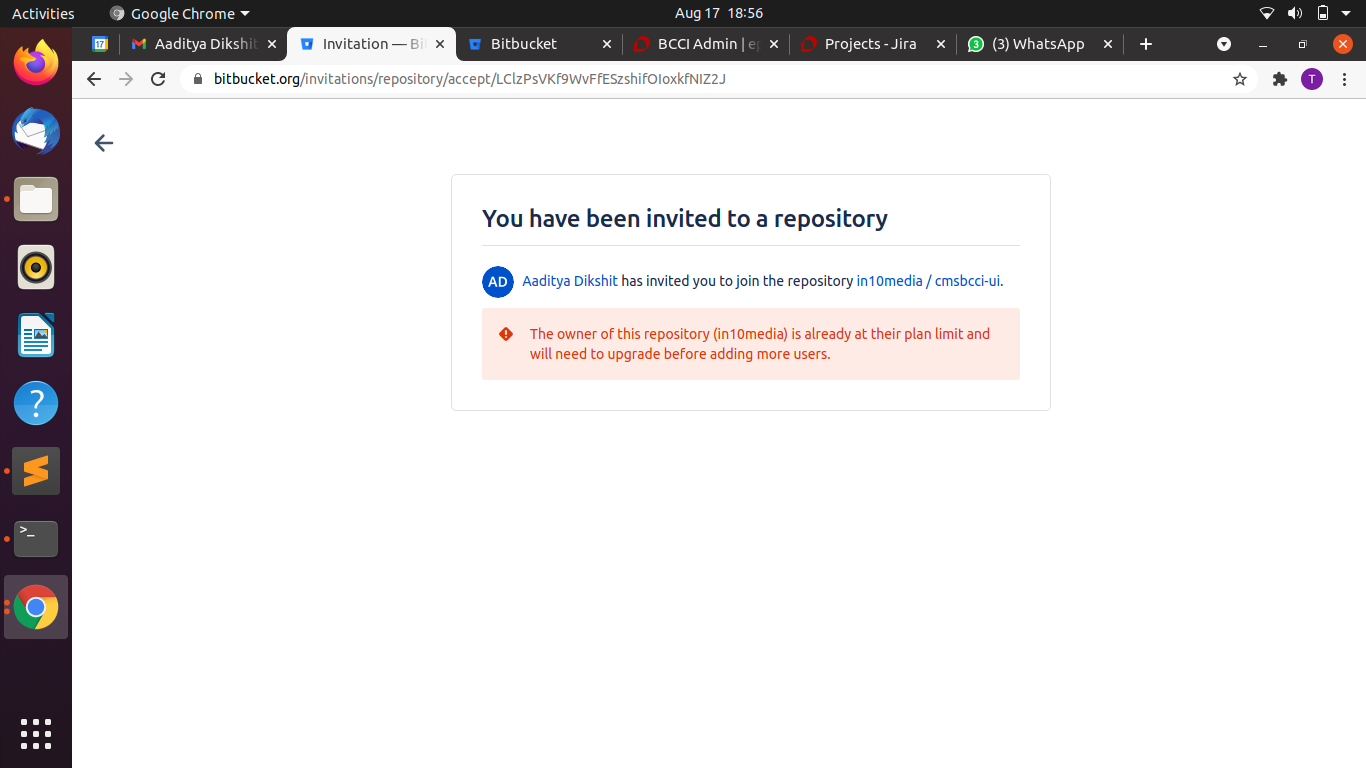 Activities
Google Chrome
Aug 17 18:56
17
Aaditya Dikshit
Invitation — Bi
Bitbucket
BCCI Admin | ep
Projects - Jira
3
(3) WhatsApp
bitbucket.org/invitations/repository/accept/LClzPsVKf9WvFfESzshifOIoxkfNIZ2J
T
You have been invited to a repository
AD
Aaditya Dikshit has invited you to join the repository in10media / cmsbcci-ui.
The owner of this repository (in10media) is already at their plan limit and
will need to upgrade before adding more users.
?
>_